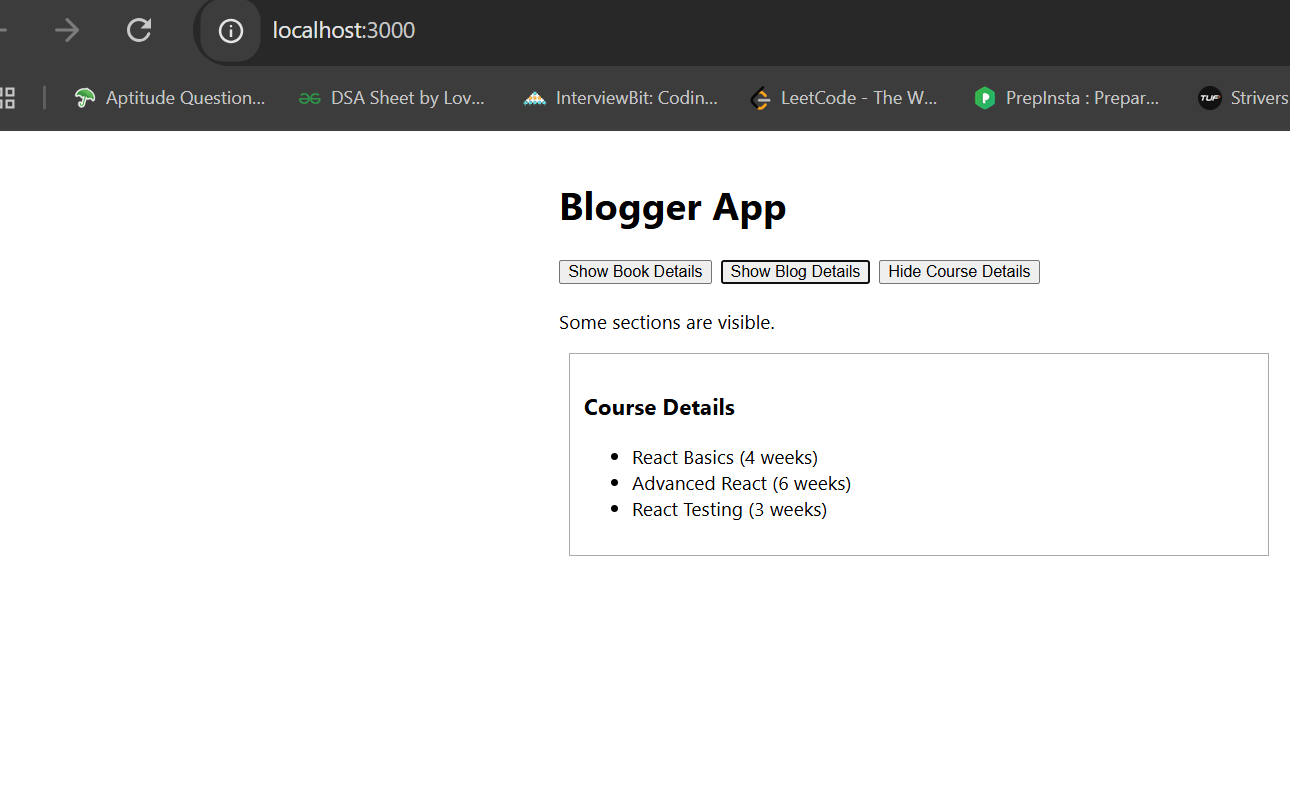 localhost:3000
Aptitude Question... DSA Sheet by Lov... InterviewBit: Codin... LeetCode - The W... PrepInsta : Prepar... TUF Strivers
Blogger App
Show Book Details Show Blog Details Hide Course Details
Some sections are visible.
Course Details
• React Basics (4 weeks)
• Advanced React (6 weeks)
• React Testing (3 weeks)